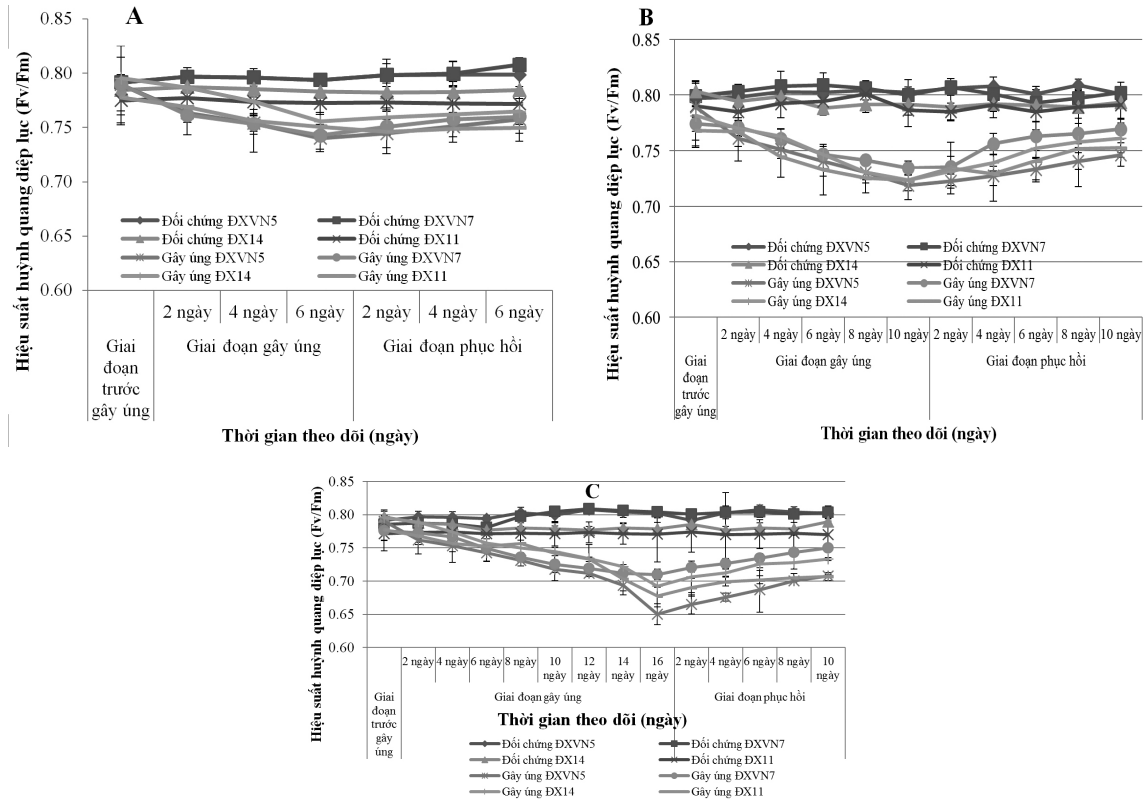 A
Hiệu suất huỳnh quang diệp lục (Fv/Fm)
0.85
0.80
0.75
0.70
0.65
0.60
Đối chứng ĐXVN5
Đối chứng ĐXVN7
Đối chứng ĐX14
Đối chứng ĐX11
Gây úng ĐXVN5
Gây úng ĐXVN7
Gây úng ĐX14
Gây úng ĐX11
2 ngày 4 ngày 6 ngày 2 ngày 4 ngày 6 ngày
Giai
đoạn
trước
gây úng
Giai đoạn gây úng
Giai đoạn phục hồi
Thời gian theo dõi (ngày)
B
Hiệu suất huỳnh quang diệp lục (Fv/Fm)
0.85
0.80
0.75
0.70
0.65
0.60
Đối chứng ĐXVN5
Đối chứng ĐXVN7
Đối chứng ĐX14
Đối chứng ĐX11
Gây úng ĐXVN5
Gây úng ĐXVN7
Gây úng ĐX14
Gây úng ĐX11
2 ngày 4 ngày 6 ngày 8 ngày 10 ngày 2 ngày 4 ngày 6 ngày 8 ngày 10 ngày
Giai
đoạn
trước
gây úng
Giai đoạn gây úng
Giai đoạn phục hồi
Thời gian theo dõi (ngày)
C
Hiệu suất huỳnh quang diệp lục (Fv/Fm)
0.85
0.80
0.75
0.70
0.65
0.60
2 ngày 4 ngày 6 ngày 8 ngày 10 12 14 16 2 ngày 4 ngày 6 ngày 8 ngày 10
ngày ngày ngày ngày ngày
Giai
đoạn
trước
gây
úng
Giai đoạn gây úng
Giai đoạn phục hồi
Thời gian theo dõi (ngày)
Đối chứng ĐXVN5
Đối chứng ĐXVN7
Đối chứng ĐX14
Đối chứng ĐX11
Gây úng ĐXVN5
Gây úng ĐXVN7
Gây úng ĐX14
Gây úng ĐX11